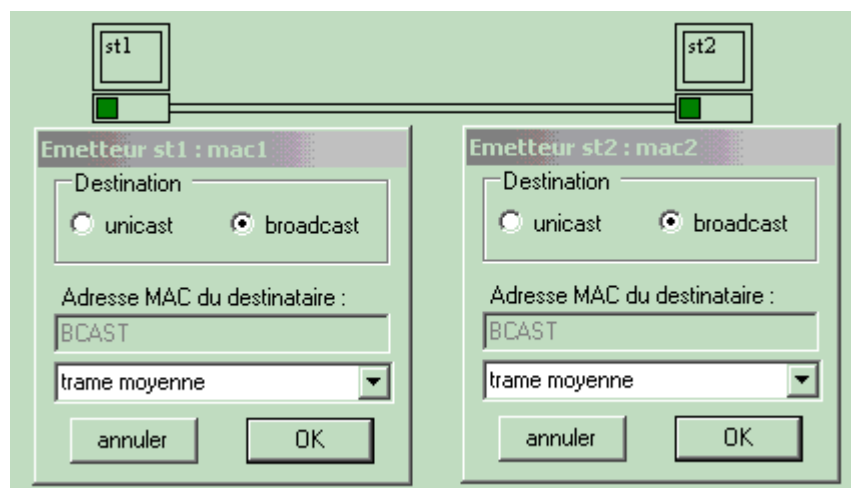 st1
st2
Emetteur st1 : mac1
Destination
unicast
broadcast
Adresse MAC du destinataire :
BCAST
trame moyenne
annuler
OK
Emetteur st2 : mac2
Destination
unicast
broadcast
Adresse MAC du destinataire :
BCAST
trame moyenne
annuler
OK